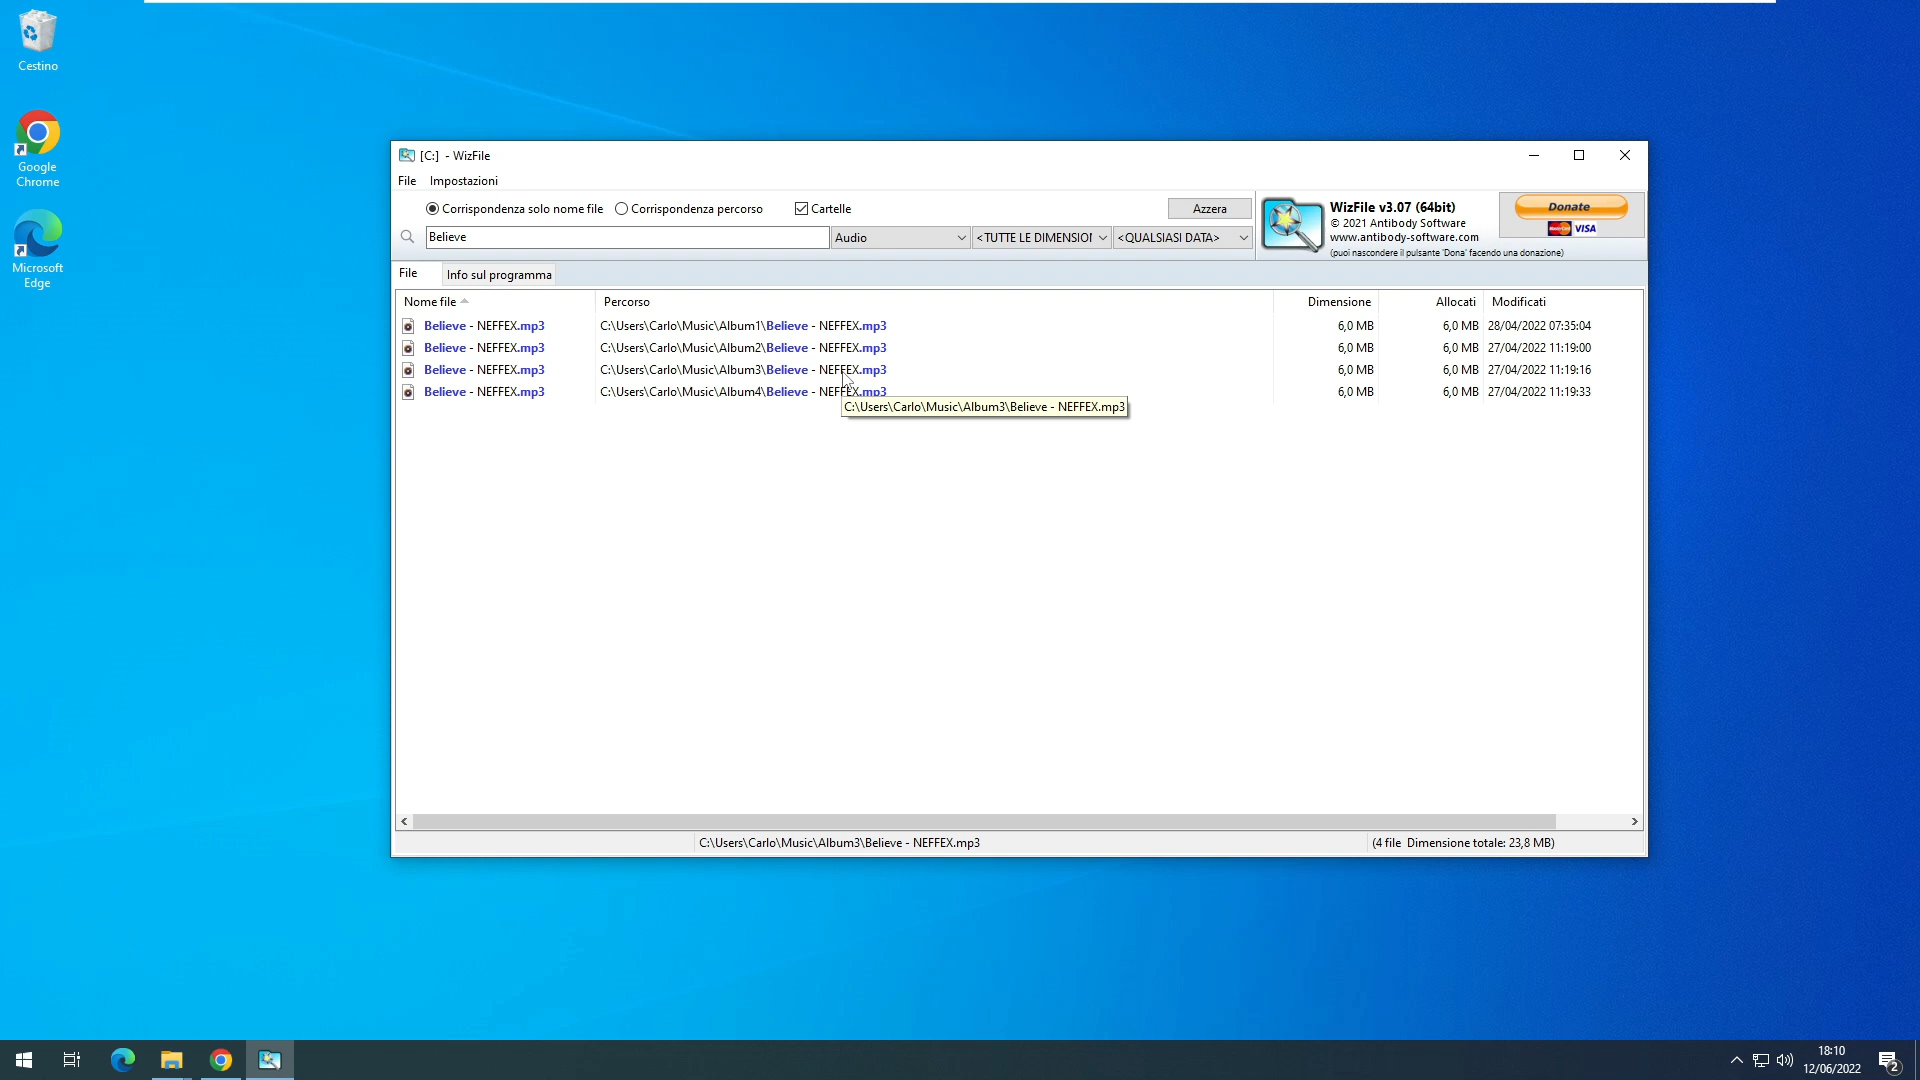 Cestino
Google
Chrome
Microsoft
Edge
[C:] - WizFile
File Impostazioni
Corrispondenza solo nome file Corrispondenza percorso Cartelle Azzera
Believe Audio <TUTTE LE DIMENSIOI <QUALSIASI DATA>
WizFile v3.07 (64bit)
© 2021 Antibody Software
www.antibody-software.com
(puoi nascondere il pulsante 'Dona' facendo una donazione)
Donate
MasterCard VISA
File Info sul programma
Nome file Percorso Dimensione Allocati Modificati
Believe - NEFFEX.mp3 C:\Users\Carlo\Music\Album1\Believe - NEFFEX.mp3 6,0 MB 6,0 MB 28/04/2022 07:35:04
Believe - NEFFEX.mp3 C:\Users\Carlo\Music\Album2\Believe - NEFFEX.mp3 6,0 MB 6,0 MB 27/04/2022 11:19:00
Believe - NEFFEX.mp3 C:\Users\Carlo\Music\Album3\Believe - NEFFEX.mp3 6,0 MB 6,0 MB 27/04/2022 11:19:16
Believe - NEFFEX.mp3 C:\Users\Carlo\Music\Album4\Believe - NEFFEX.mp3 6,0 MB 6,0 MB 27/04/2022 11:19:33
C:\Users\Carlo\Music\Album3\Believe - NEFFEX.mp3
C:\Users\Carlo\Music\Album3\Believe - NEFFEX.mp3 (4 file Dimensione totale: 23,8 MB)
18:10
12/06/2022
2